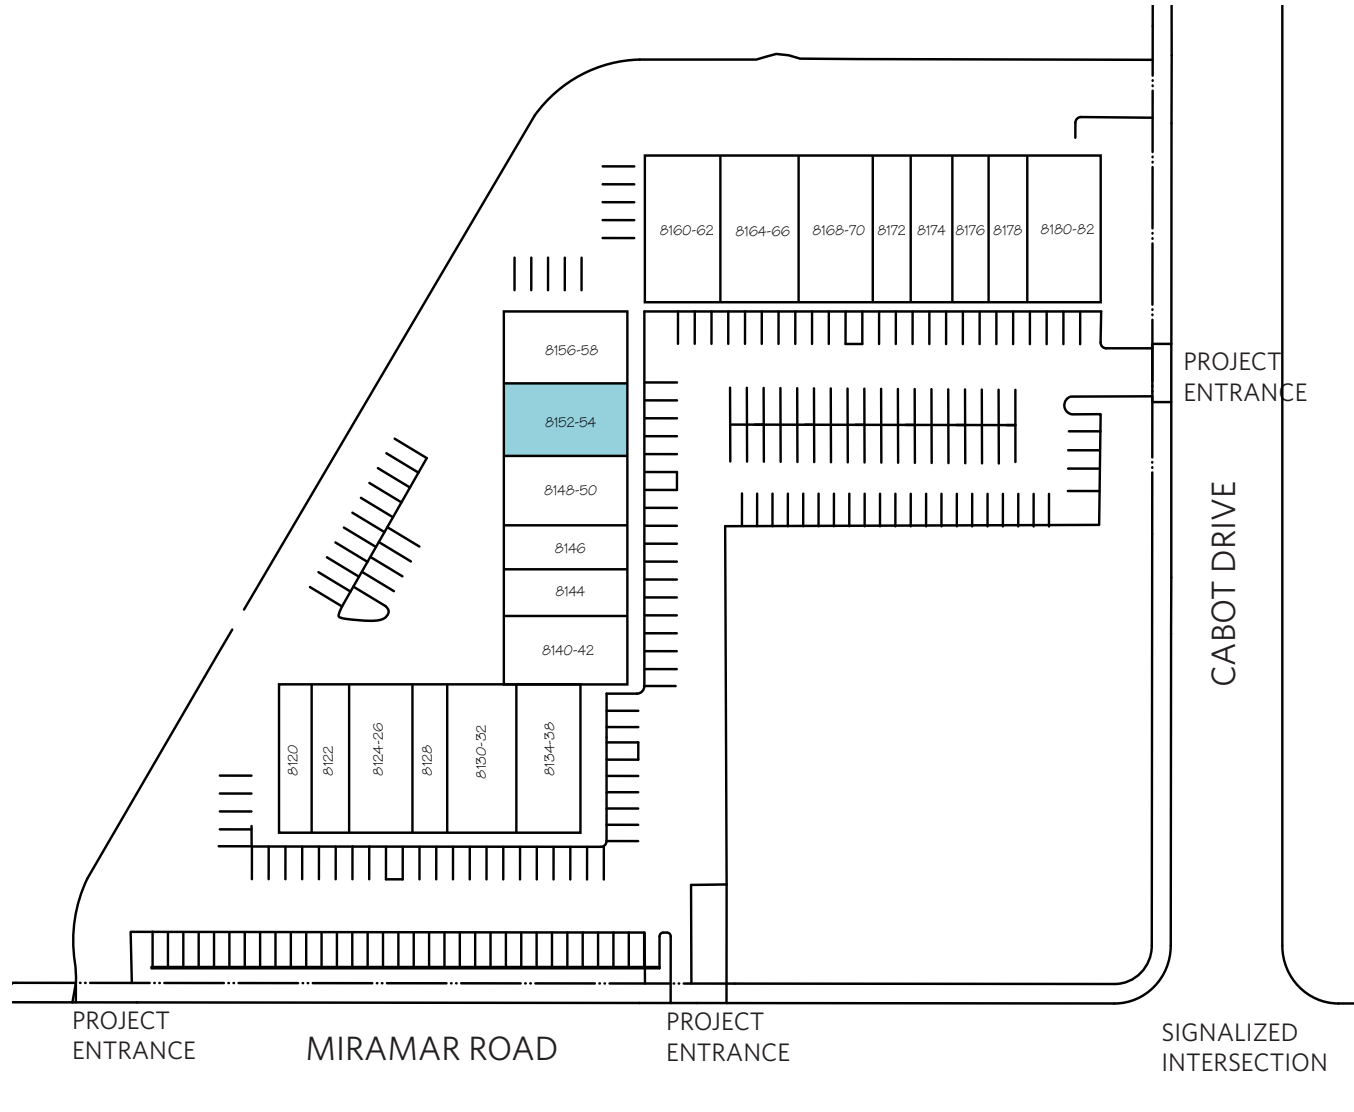 8160-62
8164-66
8168-70
8172
8174
8176
8178
8180-82
8156-58
8152-54
8148-50
8146
8144
8140-42
8120
8122
8124-26
8128
8130-32
8134-38
PROJECT
ENTRANCE
CABOT DRIVE
PROJECT
ENTRANCE
MIRAMAR ROAD
PROJECT
ENTRANCE
SIGNALIZED
INTERSECTION